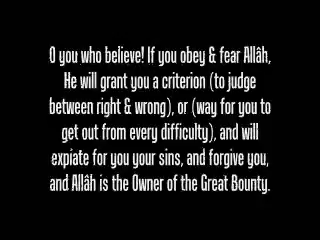 O you who believe! If you obey & fear Allâh,
He will grant you a criterion (to judge
between right & wrong), or (way for you to
get out from every difficulty), and will
expiate for you your sins, and forgive you,
and Allâh is the Owner of the Great Bounty.